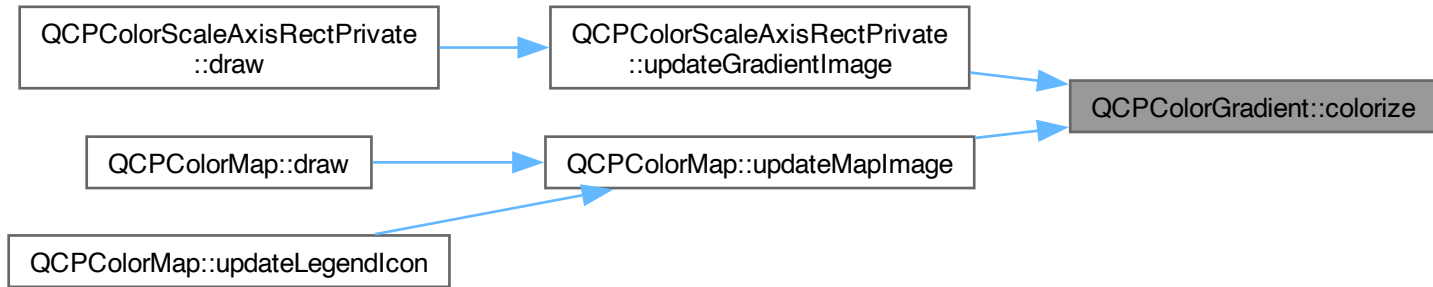 QCPColorScaleAxisRectPrivate
::draw
QCPColorScaleAxisRectPrivate
::updateGradientImage
QCPColorGradient::colorize
QCPColorMap::draw
QCPColorMap::updateMapImage
QCPColorMap::updateLegendIcon